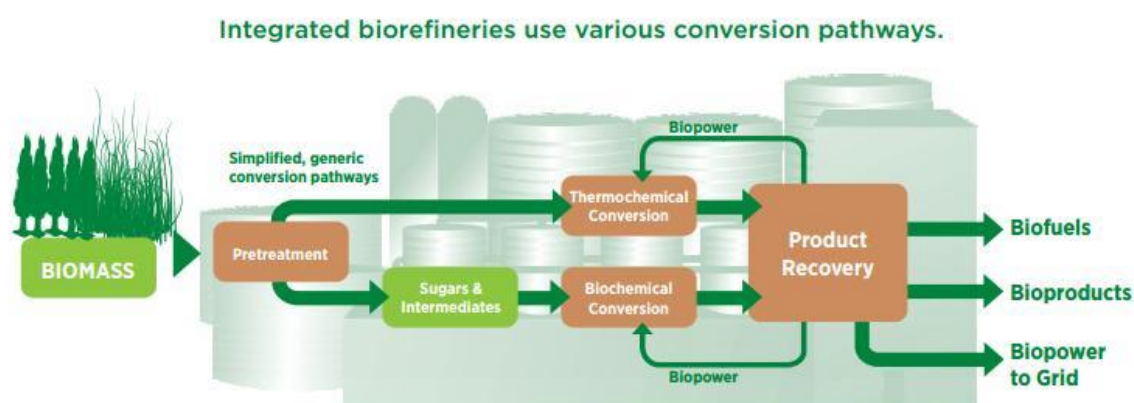 Integrated biorefineries use various conversion pathways.
Biopower
Simplified, generic
conversion pathways
Thermochemical
Conversion
Pretreatment
Product
Recovery
BIOMASS
Sugars &
Intermediates
Biochemical
Conversion
Biopower
Biofuels
Bioproducts
Biopower
to Grid